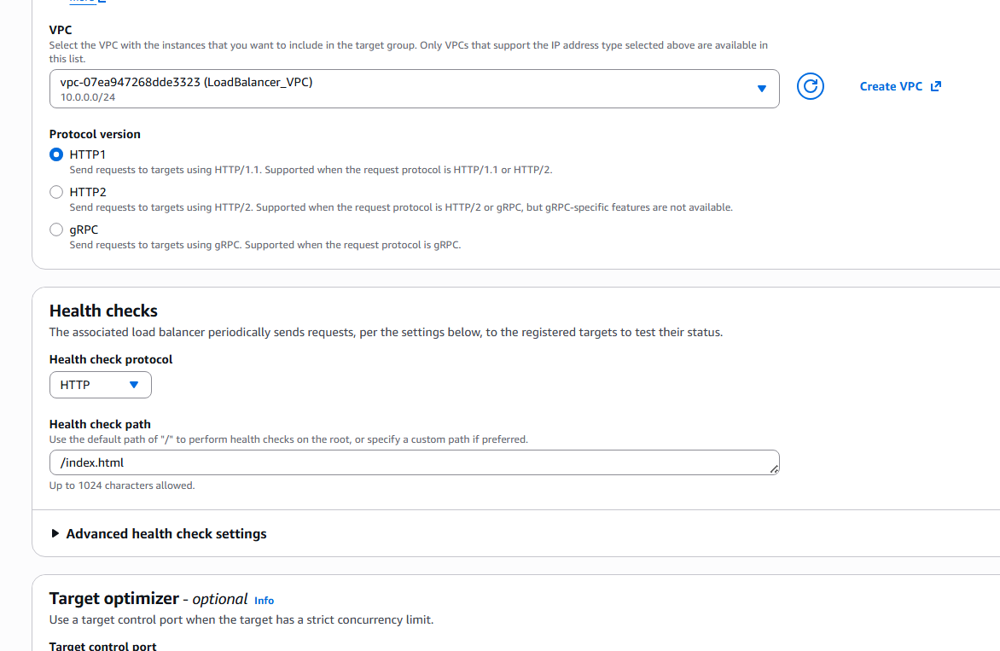 more
VPC
Select the VPC with the instances that you want to include in the target group. Only VPCs that support the IP address type selected above are available in
this list.
vpc-07ea947268dde3323 (LoadBalancer_VPC)
10.0.0.0/24
Create VPC
Protocol version
HTTP1
Send requests to targets using HTTP/1.1. Supported when the request protocol is HTTP/1.1 or HTTP/2.
HTTP2
Send requests to targets using HTTP/2. Supported when the request protocol is HTTP/2 or gRPC, but gRPC-specific features are not available.
gRPC
Send requests to targets using gRPC. Supported when the request protocol is gRPC.
Health checks
The associated load balancer periodically sends requests, per the settings below, to the registered targets to test their status.
Health check protocol
HTTP
Health check path
Use the default path of "/" to perform health checks on the root, or specify a custom path if preferred.
/index.html
Up to 1024 characters allowed.
Advanced health check settings
Target optimizer - optional Info
Use a target control port when the target has a strict concurrency limit.
Target control port